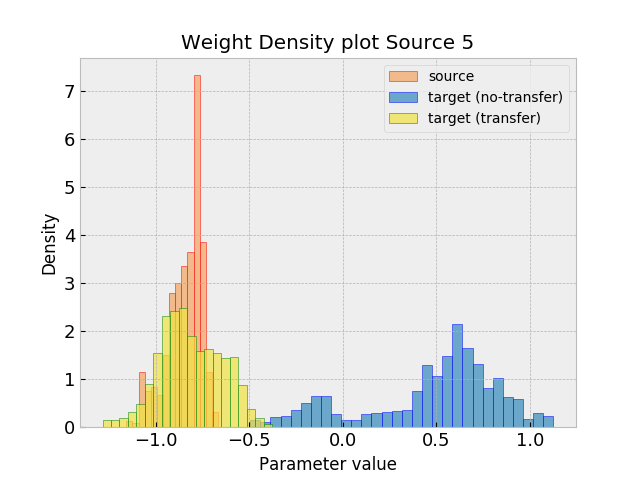 Weight Density plot Source 5
source
target (no-transfer)
target (transfer)
Density
7
6
5
4
3
2
1
0
−1.0 −0.5 0.0 0.5 1.0
Parameter value